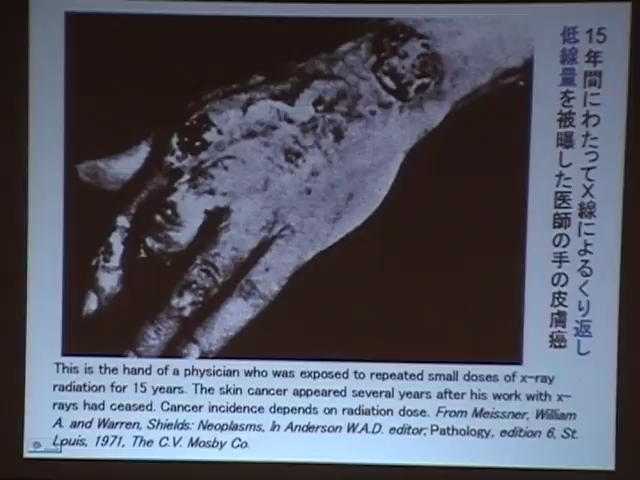 15年間にわたってX線によるくり返し
低線量を被曝した医師の手の皮膚癌
This is the hand of a physician who was exposed to repeated small doses of x-ray
radiation for 15 years. The skin cancer appeared several years after his work with x-
rays had ceased. Cancer incidence depends on radiation dose. From Meissner, William
A. and Warren, Shields: Neoplasms, In Anderson W.A.D. editor; Pathology, edition 6, St.
Louis, 1971, The C.V. Mosby Co.